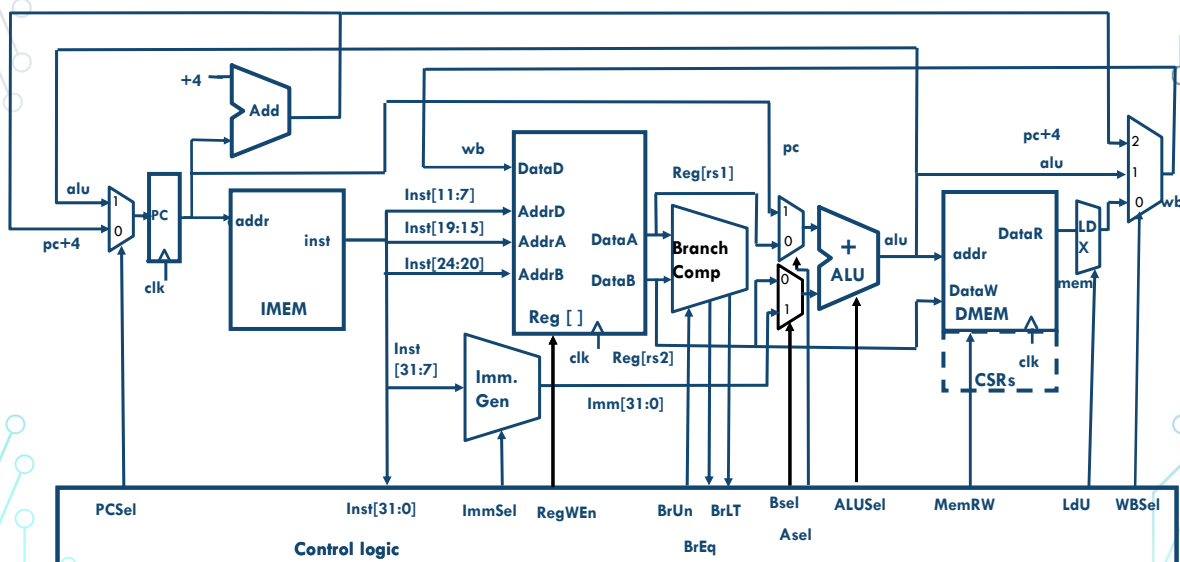 +4
Add
wb
DataD
pc
Reg[rs1]
pc+4
2
alu
1
0
wb
alu
1
0
pc+4
PC
clk
addr
inst
IMEM
Inst[11:7]
AddrD
Inst[19:15]
AddrA
Inst[24:20]
AddrB
DataA
DataB
Reg [ ]
clk
Reg[rs2]
Branch
Comp
1
0
0
1
+
ALU
alu
DataR
addr
DataW
DMEM
clk
CSRs
LD
X
mem
Inst
[31:7]
Imm.
Gen
Imm[31:0]
PCSel
Inst[31:0]
ImmSel
RegWEn
BrUn
BrLT
BrEq
Bsel
Asel
ALUSel
MemRW
LdU
WBSel
Control logic